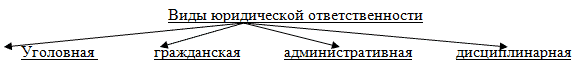 Виды юридической ответственности
Уголовная гражданская административная дисциплинарная